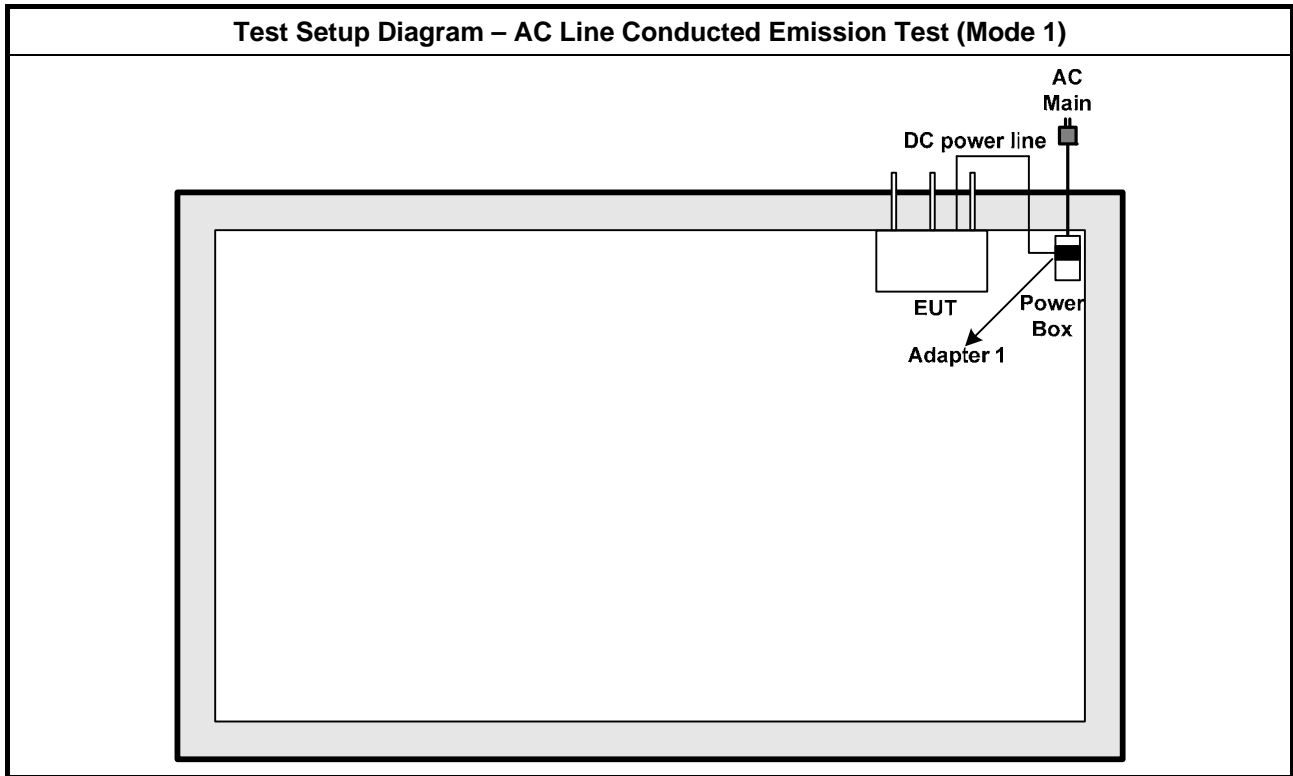 Test Setup Diagram – AC Line Conducted Emission Test (Mode 1)
AC
Main
DC power line
EUT
Power
Box
Adapter 1